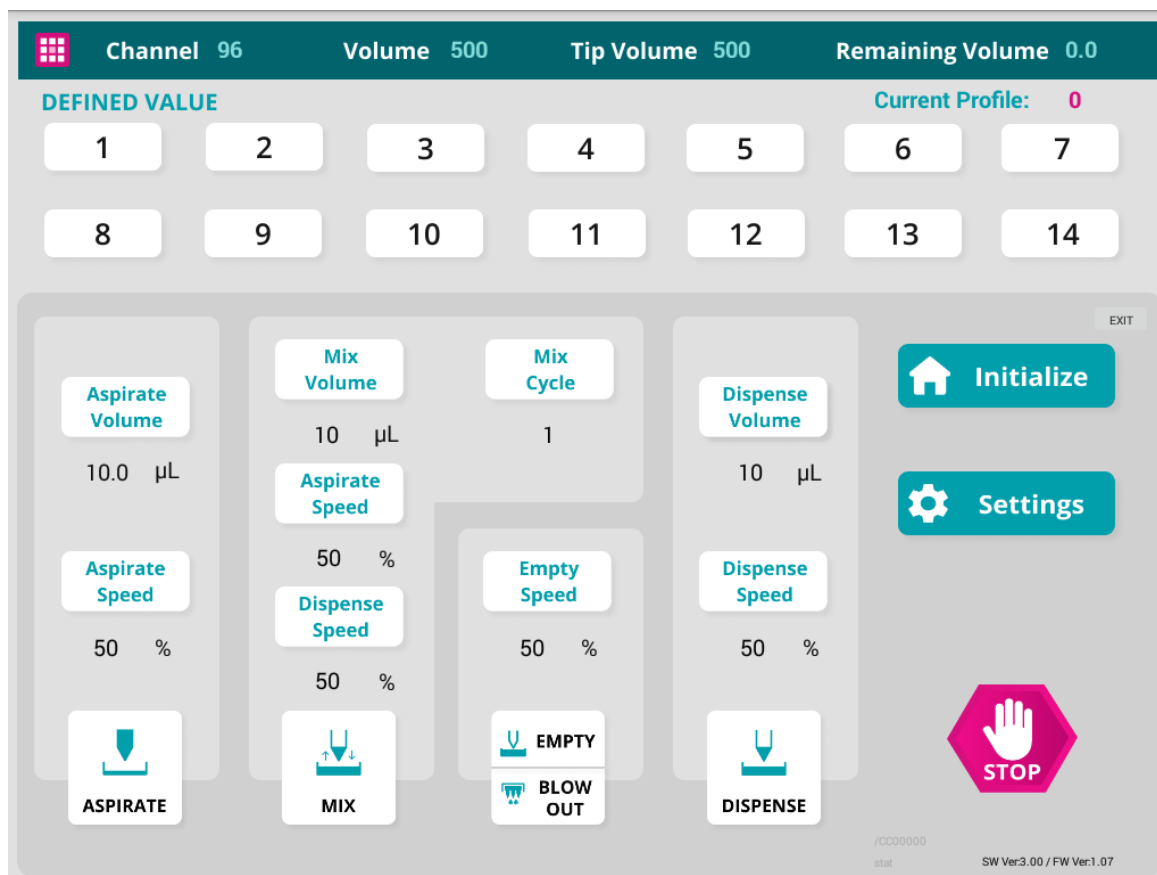 Channel 96 Volume 500 Tip Volume 500 Remaining Volume 0.0
DEFINED VALUE Current Profile: 0
1 2 3 4 5 6 7
8 9 10 11 12 13 14
EXIT
Aspirate
Volume
10.0 µL
Aspirate
Speed
50 %
ASPIRATE
Mix
Volume
10 µL
Aspirate
Speed
50 %
Dispense
Speed
50 %
MIX
Mix
Cycle
1
Empty
Speed
50 %
EMPTY
BLOW
OUT
Dispense
Volume
10 µL
Dispense
Speed
50 %
DISPENSE
Initialize
Settings
STOP
/CC00000
stat SW Ver:3.00 / FW Ver:1.07